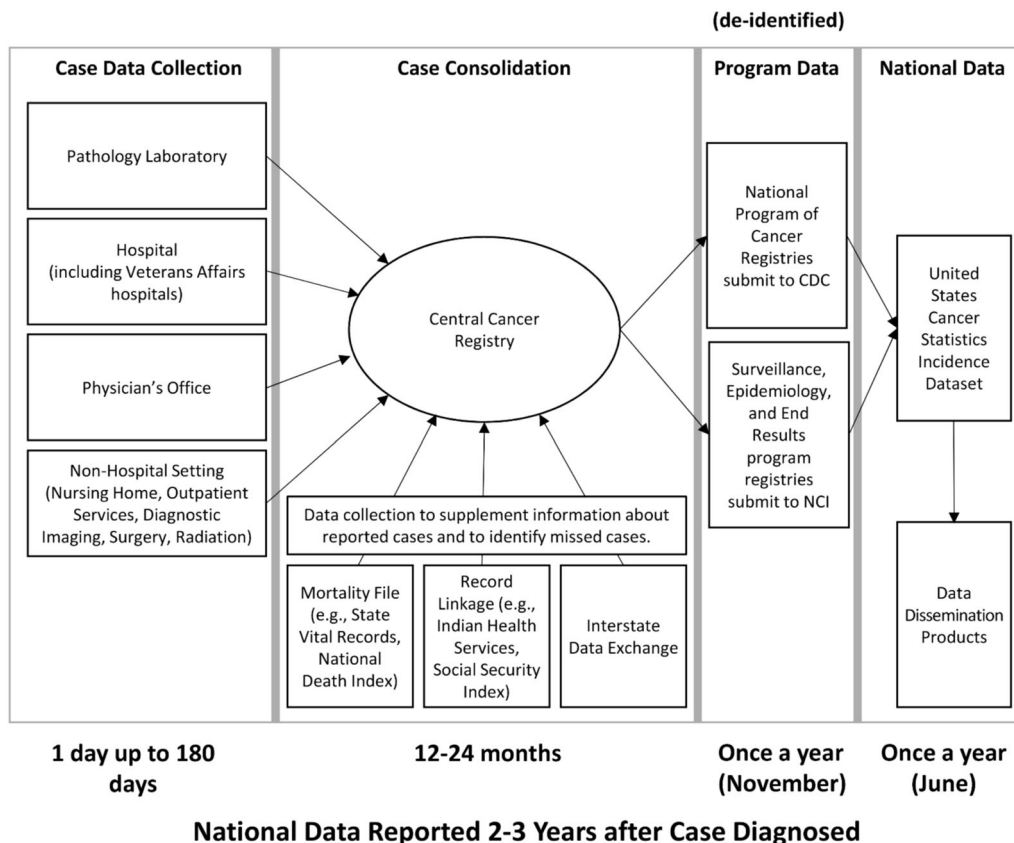 (de-identified)
Case Data Collection
Case Consolidation
Program Data
National Data
Pathology Laboratory
Hospital
(including Veterans Affairs
hospitals)
Physician’s Office
Non-Hospital Setting
(Nursing Home, Outpatient
Services, Diagnostic
Imaging, Surgery, Radiation)
Central Cancer
Registry
Data collection to supplement information about
reported cases and to identify missed cases.
Mortality File
(e.g., State
Vital Records,
National
Death Index)
Record
Linkage (e.g.,
Indian Health
Services,
Social Security
Index)
Interstate
Data Exchange
National
Program of
Cancer
Registries
submit to CDC
Surveillance,
Epidemiology,
and End
Results
program
registries
submit to NCI
United
States
Cancer
Statistics
Incidence
Dataset
Data
Dissemination
Products
1 day up to 180
days
12-24 months
Once a year
(November)
Once a year
(June)
National Data Reported 2-3 Years after Case Diagnosed